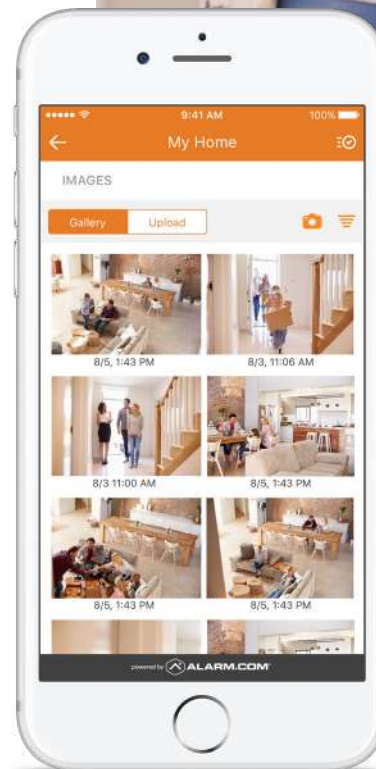 9:41 AM 100%
My Home
IMAGES
Gallery Upload
8/5, 1:43 PM 8/3, 11:06 AM
8/3 11:00 AM 8/5, 1:43 PM
8/5, 1:43 PM 8/5, 1:43 PM
powered by ALARM.COM